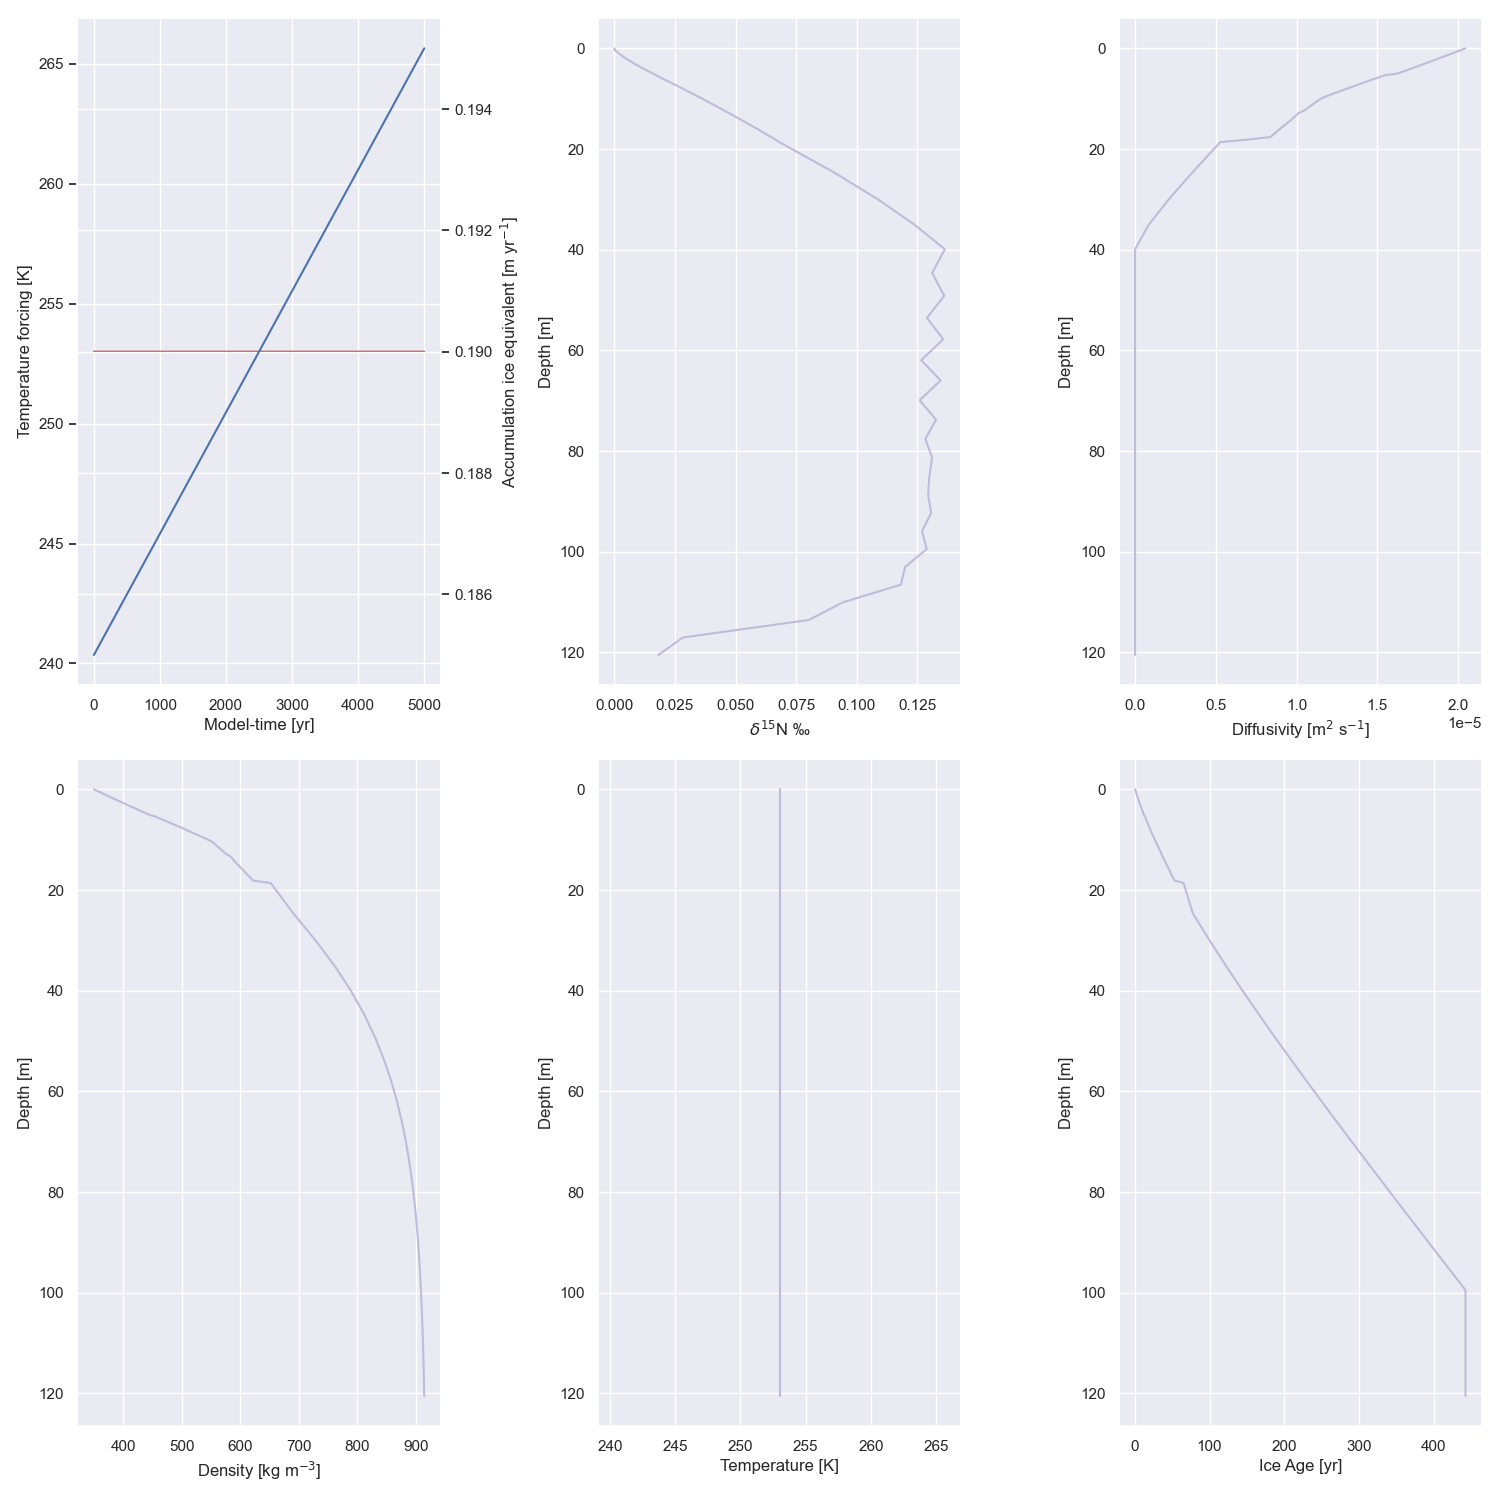 265
260
255
250
245
240
Temperature forcing [K]
0.194
0.192
0.190
0.188
0.186
Accumulation ice equivalent [m yr⁻¹]
0 1000 2000 3000 4000 5000
Model-time [yr]
0
20
40
60
80
100
120
Depth [m]
0.000 0.025 0.050 0.075 0.100 0.125
δ¹⁵N ‰
0
20
40
60
80
100
120
Depth [m]
0.0 0.5 1.0 1.5 2.0
1e−5
Diffusivity [m² s⁻¹]
0
20
40
60
80
100
120
Depth [m]
400 500 600 700 800 900
Density [kg m⁻³]
0
20
40
60
80
100
120
Depth [m]
240 245 250 255 260 265
Temperature [K]
0
20
40
60
80
100
120
Depth [m]
0 100 200 300 400
Ice Age [yr]